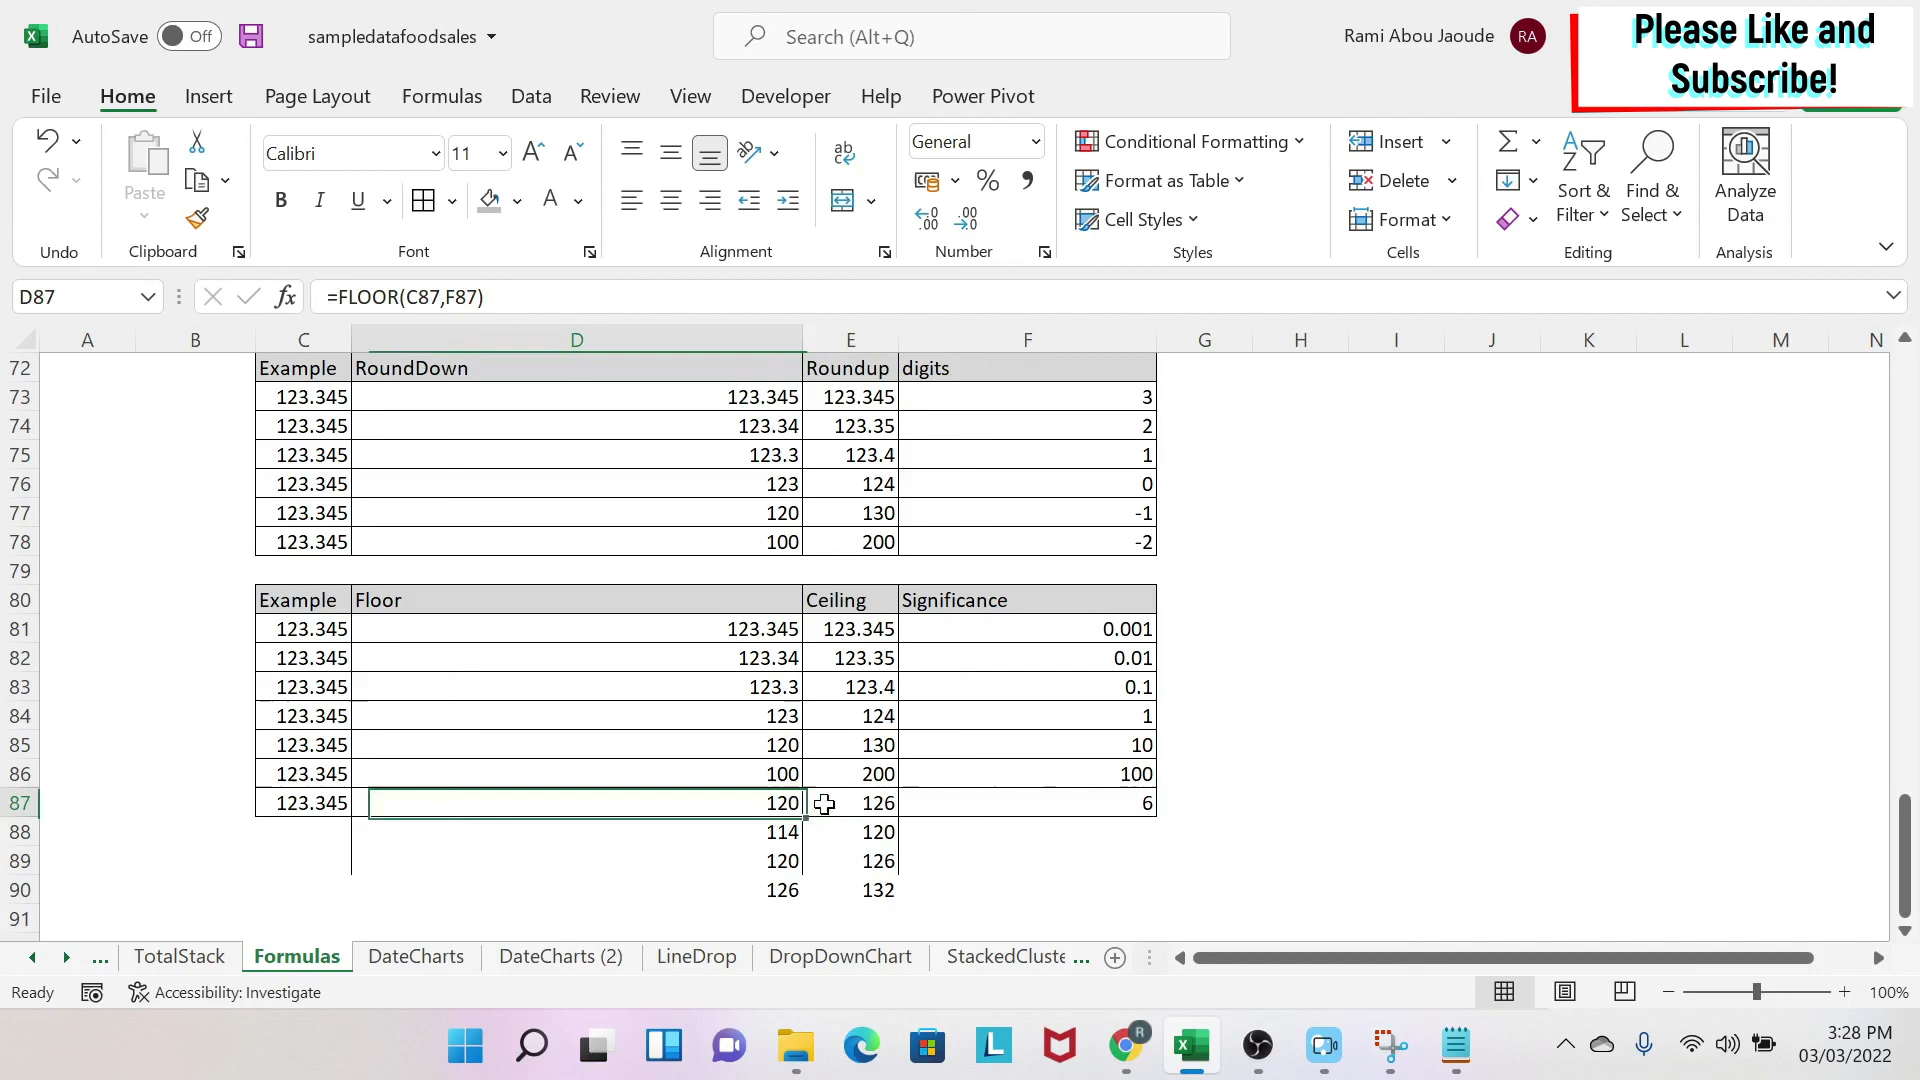 AutoSave Off sampledatafoodsales Search (Alt+Q) Rami Abou Jaoude RA
Please Like and
Subscribe!
File Home Insert Page Layout Formulas Data Review View Developer Help Power Pivot
Calibri 11 General Conditional Formatting Insert
Paste Format as Table Delete Sort & Find & Analyze
B I U A Cell Styles Format Filter Select Data
Undo Clipboard Font Alignment Number Styles Cells Editing Analysis
D87 fx =FLOOR(C87,F87)
A B C D E F G H I J K L M N
72 Example RoundDown Roundup digits
73 123.345 123.345 123.345 3
74 123.345 123.34 123.35 2
75 123.345 123.3 123.4 1
76 123.345 123 124 0
77 123.345 120 130 -1
78 123.345 100 200 -2
79
80 Example Floor Ceiling Significance
81 123.345 123.345 123.345 0.001
82 123.345 123.34 123.35 0.01
83 123.345 123.3 123.4 0.1
84 123.345 123 124 1
85 123.345 120 130 10
86 123.345 100 200 100
87 123.345 120 126 6
88 114 120
89 120 126
90 126 132
91
... TotalStack Formulas DateCharts DateCharts (2) LineDrop DropDownChart StackedCluste ...
Ready Accessibility: Investigate 100%
3:28 PM
03/03/2022